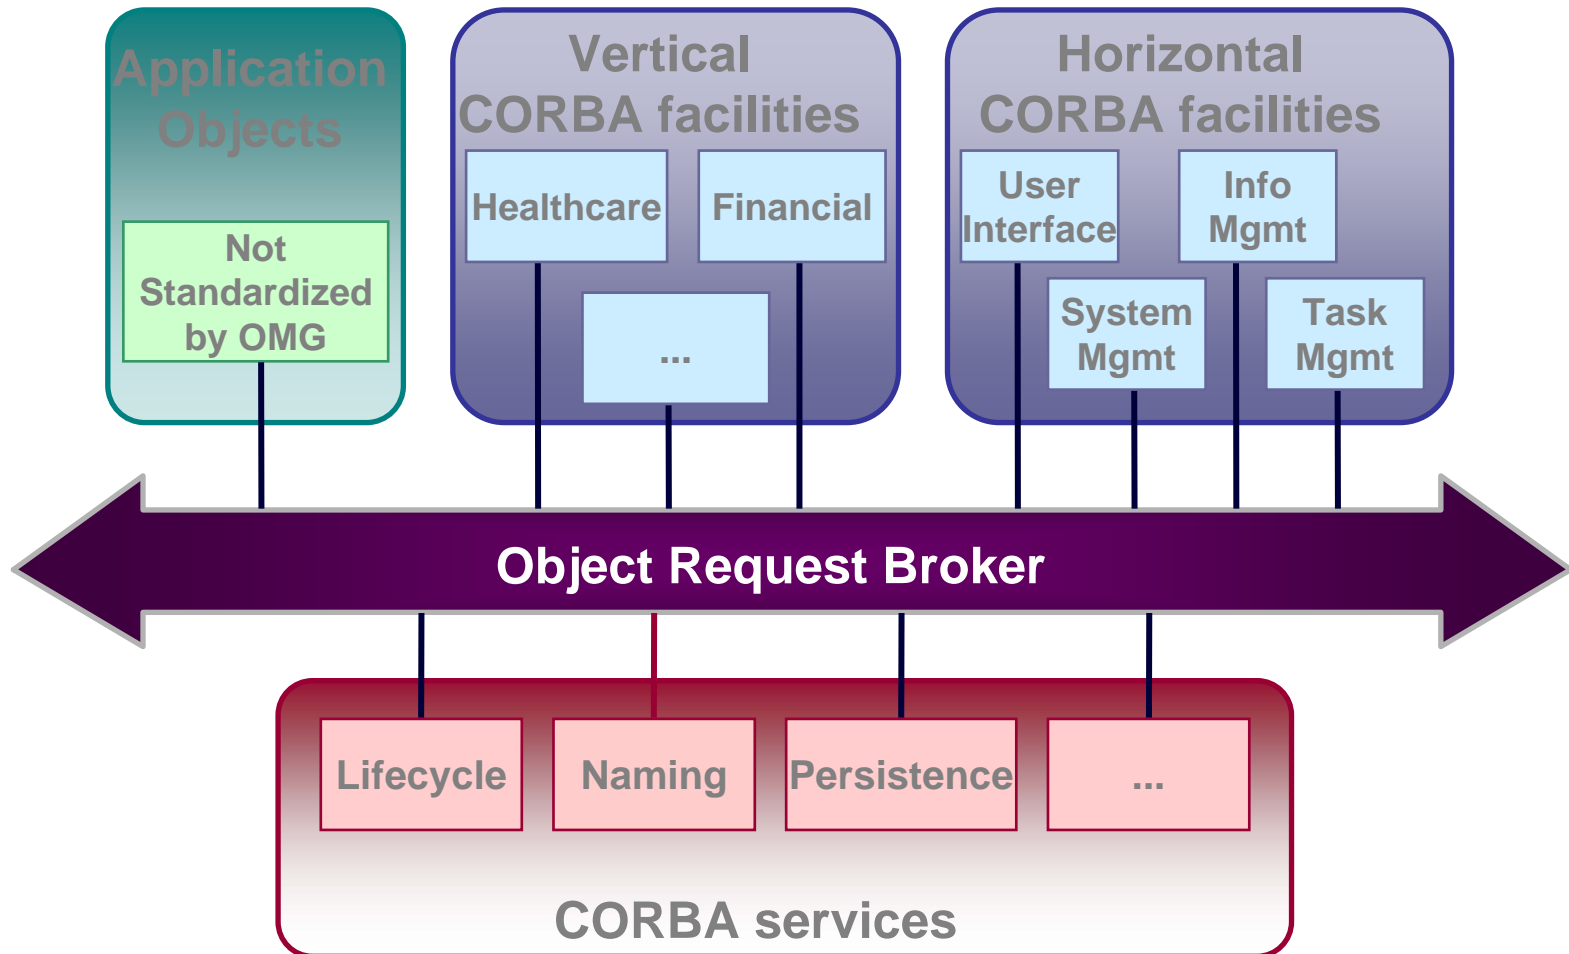 Application
Objects
Not
Standardized
by OMG
Vertical
CORBA facilities
Healthcare
Financial
...
Horizontal
CORBA facilities
User
Interface
Info
Mgmt
System
Mgmt
Task
Mgmt
Object Request Broker
Lifecycle
Naming
Persistence
...
CORBA services